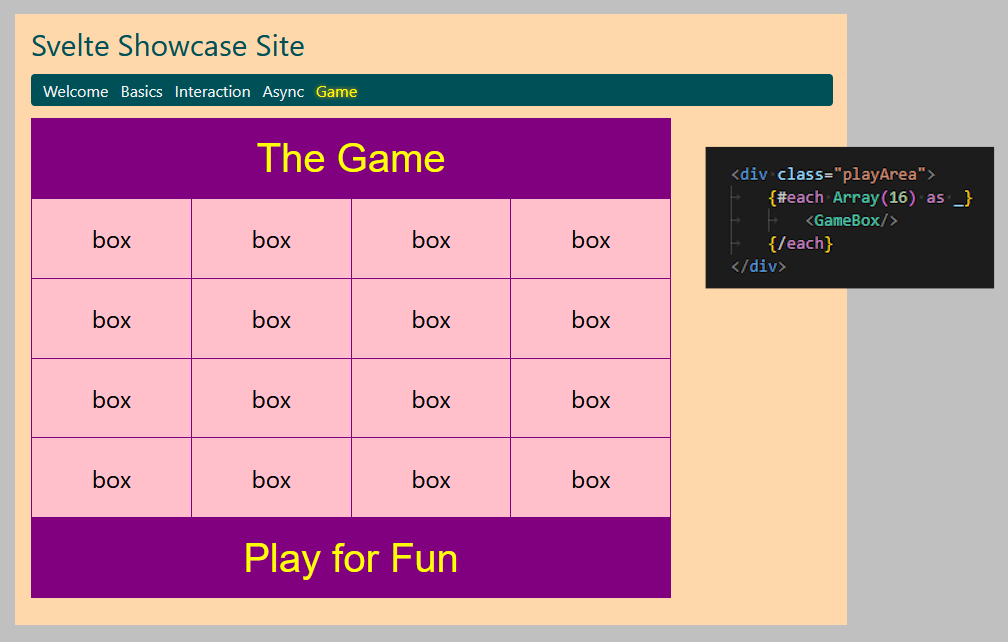 Svelte Showcase Site
Welcome Basics Interaction Async Game
The Game
box box box box
box box box box
box box box box
box box box box
Play for Fun
<div class="playArea">
{#each Array(16) as _}
<GameBox/>
{/each}
</div>